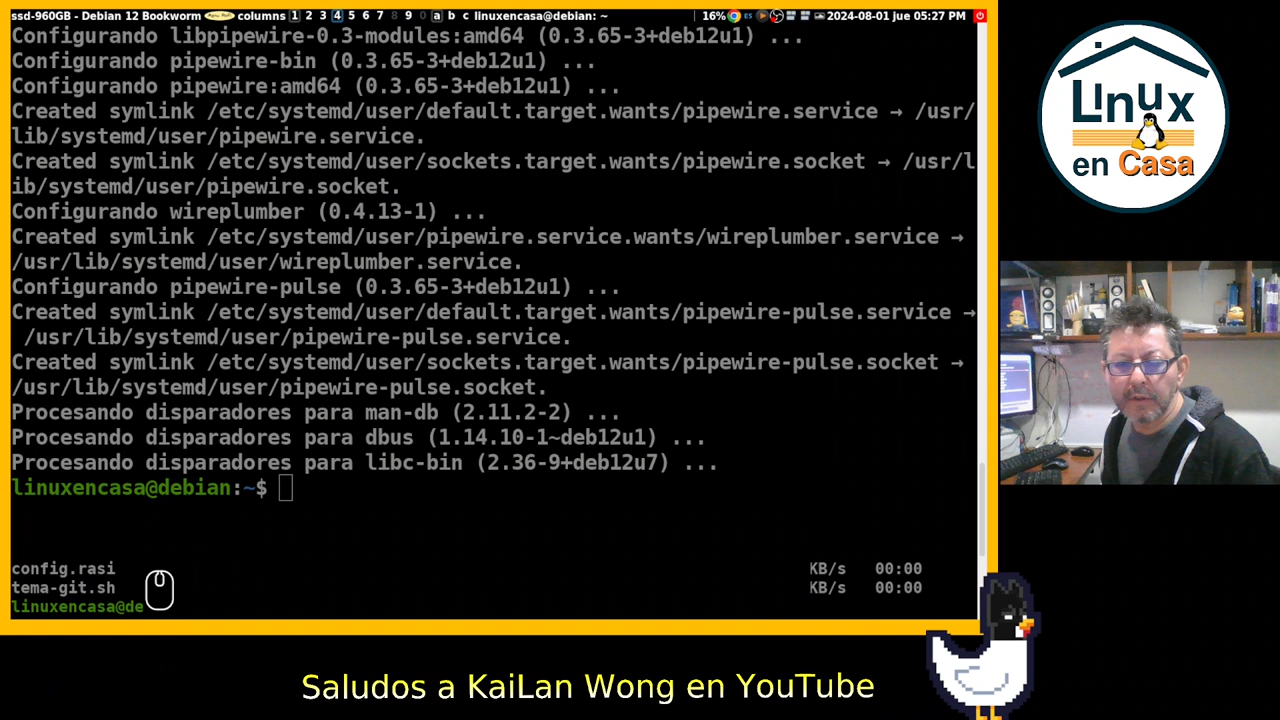 ssd-960GB - Debian 12 Bookworm columns 1 2 3 4 5 6 7 8 9 0 a b c linuxencasa@debian: ~ 16% ES 2024-08-01 jue 05:27 PM
Configurando libpipewire-0.3-modules:amd64 (0.3.65-3+deb12u1) ...
Configurando pipewire-bin (0.3.65-3+deb12u1) ...
Configurando pipewire:amd64 (0.3.65-3+deb12u1) ...
Created symlink /etc/systemd/user/default.target.wants/pipewire.service → /usr/
lib/systemd/user/pipewire.service.
Created symlink /etc/systemd/user/sockets.target.wants/pipewire.socket → /usr/l
ib/systemd/user/pipewire.socket.
Configurando wireplumber (0.4.13-1) ...
Created symlink /etc/systemd/user/pipewire.service.wants/wireplumber.service →
/usr/lib/systemd/user/wireplumber.service.
Configurando pipewire-pulse (0.3.65-3+deb12u1) ...
Created symlink /etc/systemd/user/default.target.wants/pipewire-pulse.service →
/usr/lib/systemd/user/pipewire-pulse.service.
Created symlink /etc/systemd/user/sockets.target.wants/pipewire-pulse.socket →
/usr/lib/systemd/user/pipewire-pulse.socket.
Procesando disparadores para man-db (2.11.2-2) ...
Procesando disparadores para dbus (1.14.10-1~deb12u1) ...
Procesando disparadores para libc-bin (2.36-9+deb12u7) ...
linuxencasa@debian:~$
config.rasi KB/s 00:00
tema-git.sh KB/s 00:00
linuxencasa@de
Linux
en Casa
Saludos a KaiLan Wong en YouTube